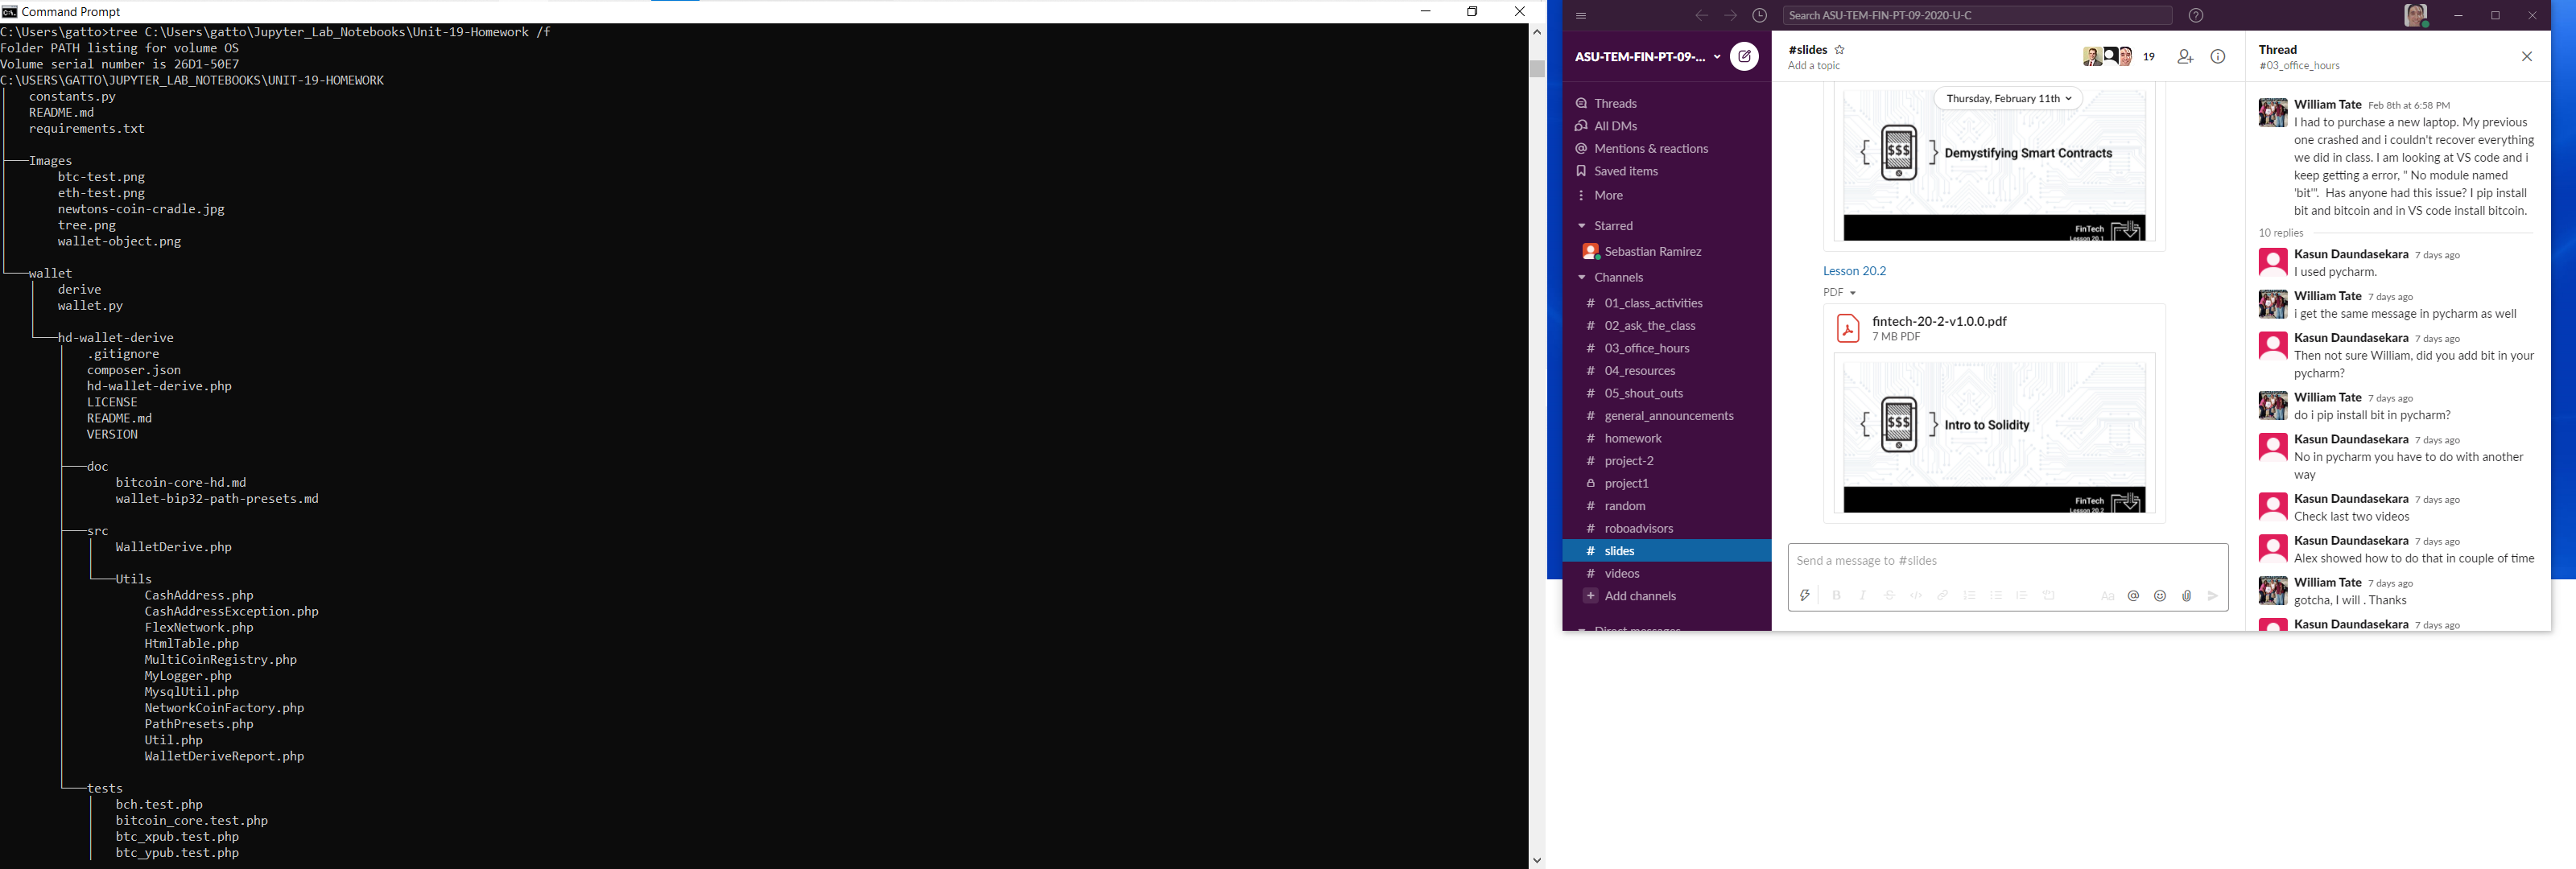 Command Prompt
C:\Users\gatto>tree C:\Users\gatto\Jupyter_Lab_Notebooks\Unit-19-Homework /f
Folder PATH listing for volume OS
Volume serial number is 26D1-50E7
C:\USERS\GATTO\JUPYTER_LAB_NOTEBOOKS\UNIT-19-HOMEWORK
constants.py
README.md
requirements.txt
Images
btc-test.png
eth-test.png
newtons-coin-cradle.jpg
tree.png
wallet-object.png
wallet
derive
wallet.py
hd-wallet-derive
.gitignore
composer.json
hd-wallet-derive.php
LICENSE
README.md
VERSION
doc
bitcoin-core-hd.md
wallet-bip32-path-presets.md
src
WalletDerive.php
Utils
CashAddress.php
CashAddressException.php
FlexNetwork.php
HtmlTable.php
MultiCoinRegistry.php
MyLogger.php
MysqlUtil.php
NetworkCoinFactory.php
PathPresets.php
Util.php
WalletDeriveReport.php
tests
bch.test.php
bitcoin_core.test.php
btc_xpub.test.php
btc_ypub.test.php
Search ASU-TEM-FIN-PT-09-2020-U-C
ASU-TEM-FIN-PT-09-...
Threads
All DMs
Mentions & reactions
Saved items
More
Starred
Sebastian Ramirez
Channels
# 01_class_activities
# 02_ask_the_class
# 03_office_hours
# 04_resources
# 05_shout_outs
# general_announcements
# homework
# project-2
project1
# random
# roboadvisors
# slides
# videos
+ Add channels
Direct messages
#slides
Add a topic
19
Thursday, February 11th
{ $$$ } Demystifying Smart Contracts
FinTech
Lesson 20.1
Lesson 20.2
PDF
fintech-20-2-v1.0.0.pdf
7 MB PDF
{ $$$ } Intro to Solidity
FinTech
Lesson 20.2
Send a message to #slides
Thread
#03_office_hours
William Tate Feb 8th at 6:58 PM
I had to purchase a new laptop. My previous
one crashed and i couldn't recover everything
we did in class. I am looking at VS code and i
keep getting a error, " No module named
'bit'". Has anyone had this issue? I pip install
bit and bitcoin and in VS code install bitcoin.
10 replies
Kasun Daundasekara 7 days ago
I used pycharm.
William Tate 7 days ago
i get the same message in pycharm as well
Kasun Daundasekara 7 days ago
Then not sure William, did you add bit in your
pycharm?
William Tate 7 days ago
do i pip install bit in pycharm?
Kasun Daundasekara 7 days ago
No in pycharm you have to do with another
way
Kasun Daundasekara 7 days ago
Check last two videos
Kasun Daundasekara 7 days ago
Alex showed how to do that in couple of time
William Tate 7 days ago
gotcha, I will . Thanks
Kasun Daundasekara 7 days ago